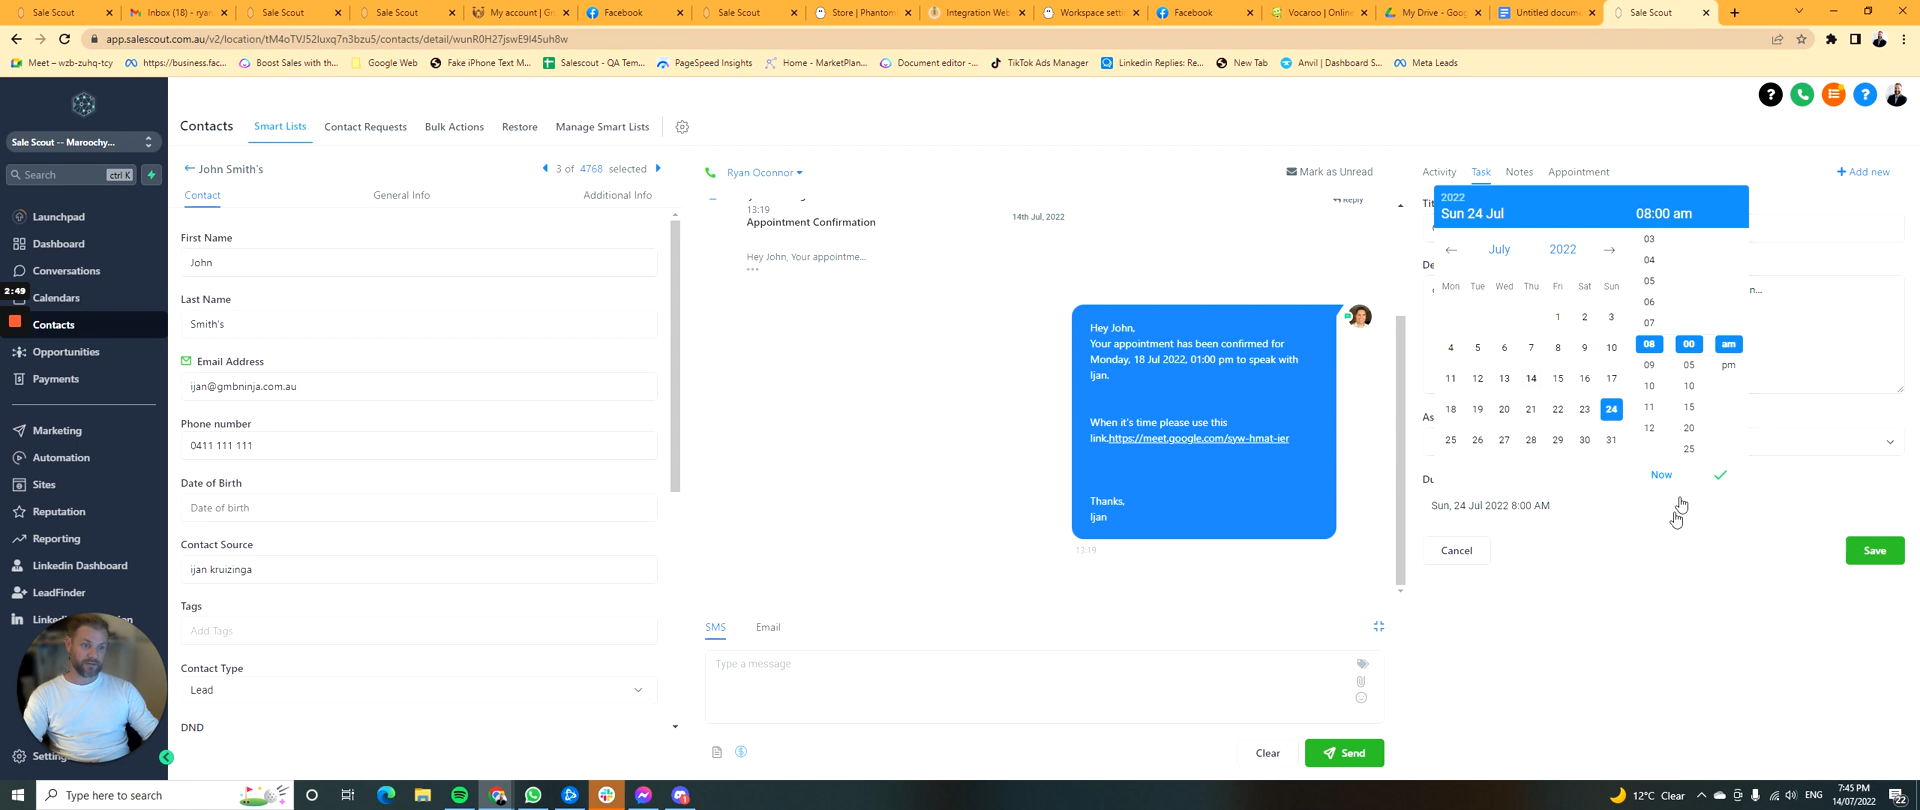 Sale Scout
Inbox (18) - ryan
Sale Scout
Sale Scout
My account | Gr
Facebook
Sale Scout
Store | Phantom
Integration Web
Workspace setti
Facebook
Vocaroo | Online
My Drive - Goog
Untitled docume
Sale Scout
app.salescout.com.au/v2/location/tM4oTVJ52luxq7n3bzu5/contacts/detail/wunR0H27jswE9l45uh8w
Meet – wzb-zuhq-tcy
https://business.fac...
Boost Sales with th...
Google Web
Fake iPhone Text M...
Salescout - QA Tem...
PageSpeed Insights
Home - MarketPlan...
Document editor -...
TikTok Ads Manager
Linkedin Replies: Re...
New Tab
Anvil | Dashboard S...
Meta Leads
Sale Scout -- Maroochy...
Search
ctrl K
Launchpad
Dashboard
Conversations
2:49
Calendars
Contacts
Opportunities
Payments
Marketing
Automation
Sites
Reputation
Reporting
Linkedin Dashboard
LeadFinder
Contacts
Smart Lists
Contact Requests
Bulk Actions
Restore
Manage Smart Lists
John Smith's
3 of 4768 selected
Contact
General Info
Additional Info
First Name
John
Last Name
Smith's
Email Address
ijan@gmbninja.com.au
Phone number
0411 111 111
Date of Birth
Date of birth
Contact Source
ijan kruizinga
Tags
Add Tags
Contact Type
Lead
DND
Ryan Oconnor
Mark as Unread
13:19
Appointment Confirmation
Reply
14th Jul, 2022
Hey John, Your appointme...
Hey John,
Your appointment has been confirmed for
Monday, 18 Jul 2022, 01:00 pm to speak with
Ijan.
When it's time please use this
link.https://meet.google.com/syw-hmat-ier
Thanks,
Ijan
13:19
SMS
Email
Type a message
Clear
Send
Activity
Task
Notes
Appointment
+ Add new
2022
Sun 24 Jul
08:00 am
July
2022
Mon Tue Wed Thu Fri Sat Sun
1 2 3
4 5 6 7 8 9 10
11 12 13 14 15 16 17
18 19 20 21 22 23 24
25 26 27 28 29 30 31
03
04
05
06
07
08 00 am
09 05 pm
10 10
11 15
12 20
25
Now
Sun, 24 Jul 2022 8:00 AM
Cancel
Save
Type here to search
12°C Clear
ENG
7:45 PM
14/07/2022
22